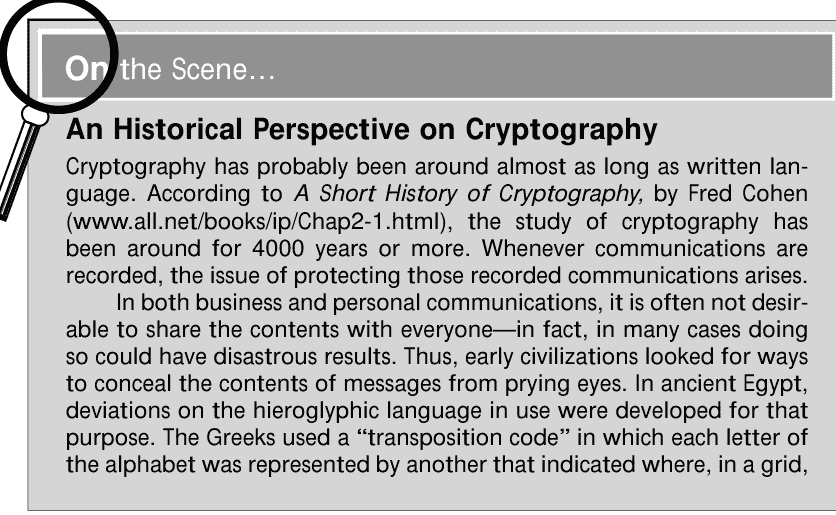 On the Scene…
An Historical Perspective on Cryptography
Cryptography has probably been around almost as long as written lan-
guage. According to A Short History of Cryptography, by Fred Cohen
(www.all.net/books/ip/Chap2-1.html), the study of cryptography has
been around for 4000 years or more. Whenever communications are
recorded, the issue of protecting those recorded communications arises.
In both business and personal communications, it is often not desir-
able to share the contents with everyone—in fact, in many cases doing
so could have disastrous results. Thus, early civilizations looked for ways
to conceal the contents of messages from prying eyes. In ancient Egypt,
deviations on the hieroglyphic language in use were developed for that
purpose. The Greeks used a “transposition code” in which each letter of
the alphabet was represented by another that indicated where, in a grid,